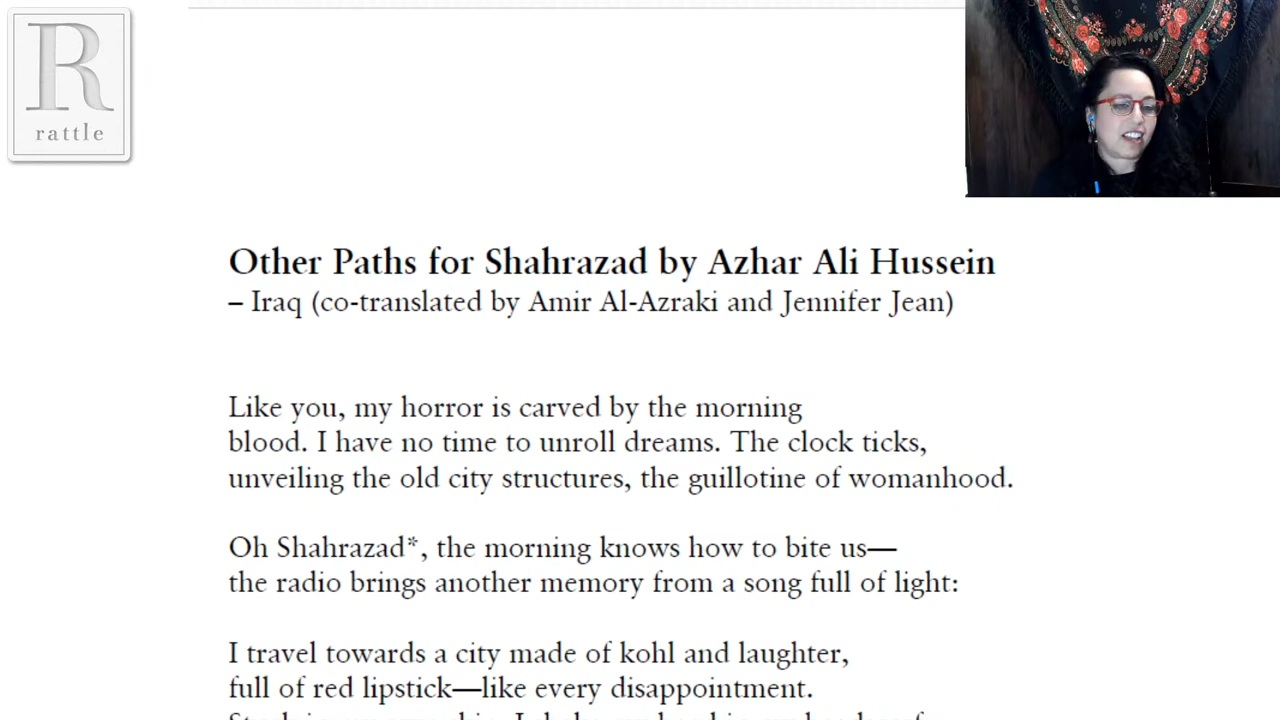 R
rattle
Other Paths for Shahrazad by Azhar Ali Hussein
– Iraq (co-translated by Amir Al-Azraki and Jennifer Jean)
Like you, my horror is carved by the morning
blood. I have no time to unroll dreams. The clock ticks,
unveiling the old city structures, the guillotine of womanhood.
Oh Shahrazad*, the morning knows how to bite us—
the radio brings another memory from a song full of light:
I travel towards a city made of kohl and laughter,
full of red lipstick—like every disappointment.